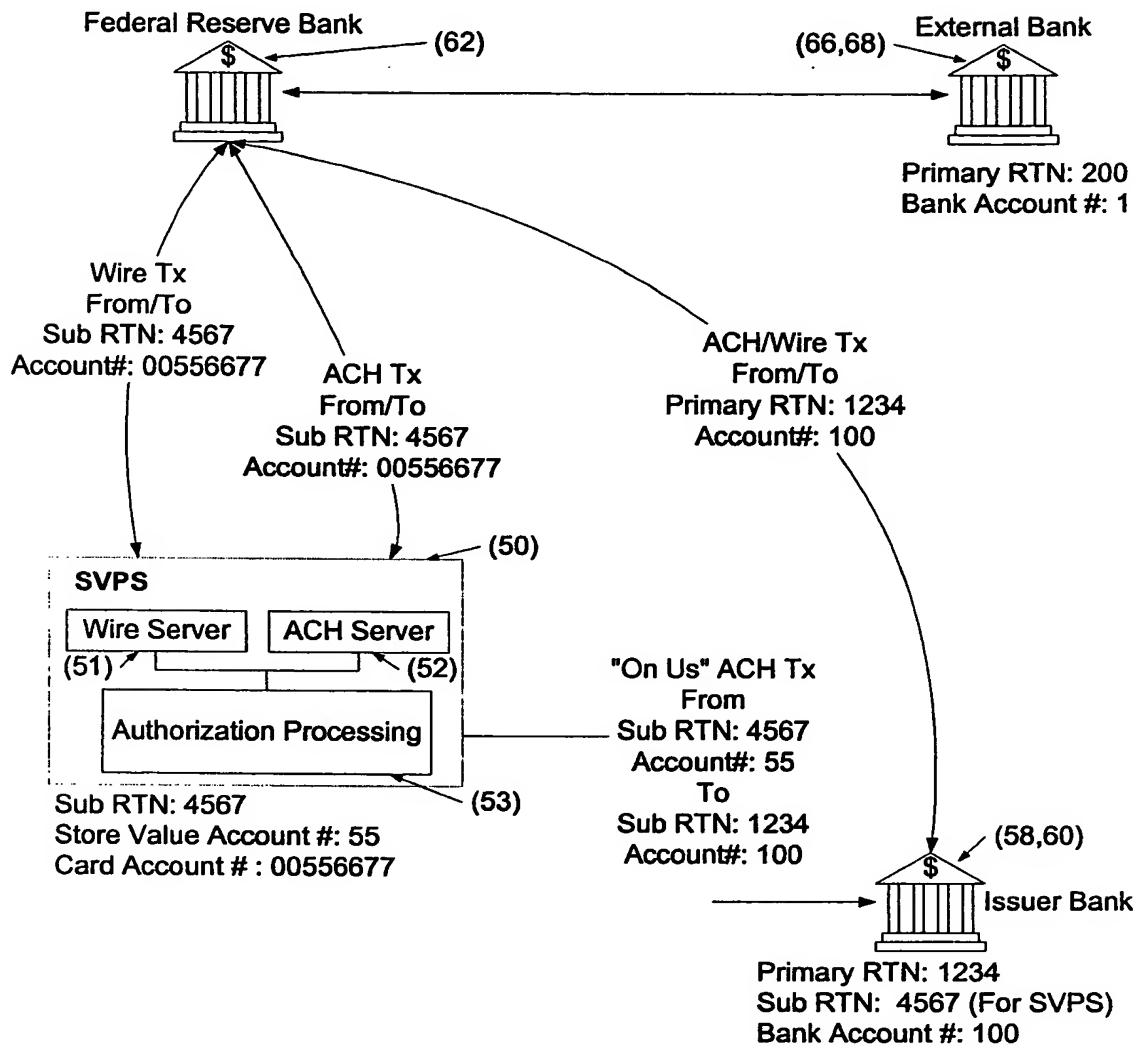 Federal Reserve Bank
(62)
$
(66,68)
External Bank
$
Primary RTN: 200
Bank Account #: 1
Wire Tx
From/To
Sub RTN: 4567
Account#: 00556677
ACH Tx
From/To
Sub RTN: 4567
Account#: 00556677
ACH/Wire Tx
From/To
Primary RTN: 1234
Account#: 100
(50)
SVPS
Wire Server
ACH Server
(51)
(52)
Authorization Processing
(53)
Sub RTN: 4567
Store Value Account #: 55
Card Account # : 00556677
"On Us" ACH Tx
From
Sub RTN: 4567
Account#: 55
To
Sub RTN: 1234
Account#: 100
(58,60)
$
Issuer Bank
Primary RTN: 1234
Sub RTN: 4567 (For SVPS)
Bank Account #: 100